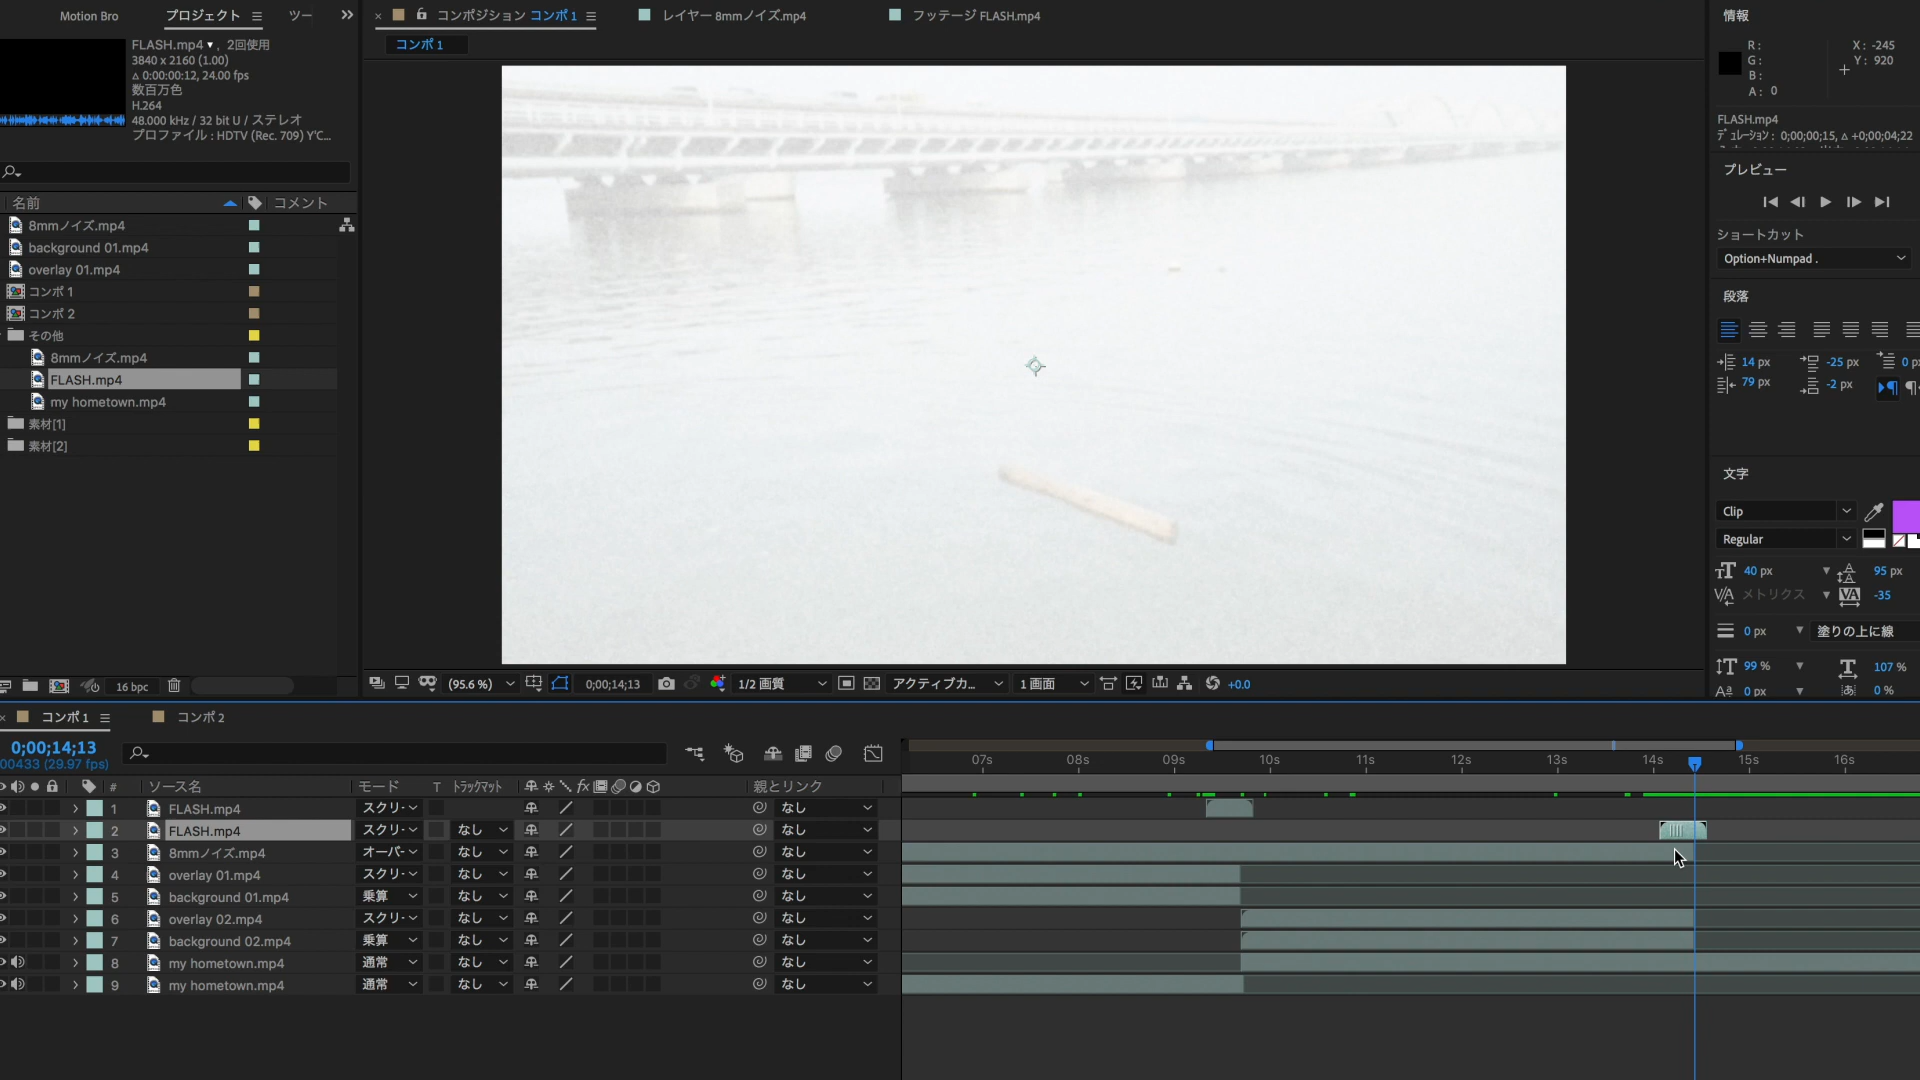 Motion Bro
プロジェクト
ツー
FLASH.mp4 ▼ , 2回使用
3840 x 2160 (1.00)
Δ 0:00:00:12, 24.00 fps
数百万色
H.264
48.000 kHz / 32 bit U / ステレオ
プロファイル : HDTV (Rec. 709) Y'C...
名前
コメント
8mmノイズ.mp4
background 01.mp4
overlay 01.mp4
コンポ 1
コンポ 2
その他
8mmノイズ.mp4
FLASH.mp4
my hometown.mp4
素材[1]
素材[2]
16 bpc
× コンポジション コンポ 1
レイヤー 8mmノイズ.mp4
フッテージ FLASH.mp4
コンポ 1
(95.6 %)
0;00;14;13
1/2 画質
アクティブカ...
1 画面
+0.0
情報
R :
G :
B :
A : 0
X : -245
Y : 920
FLASH.mp4
デュレーション : 0;00;00;15, Δ +0;00;04;22
プレビュー
ショートカット
Option+Numpad .
段落
14 px
-25 px
0 p
79 px
-2 px
文字
Clip
Regular
40 px
95 px
メトリクス
-35
0 px
塗りの上に線
99 %
107 %
0 px
0 %
コンポ 1
コンポ 2
0;00;14;13
00433 (29.97 fps)
# ソース名 モード T トラックマット 親とリンク
07s 08s 09s 10s 11s 12s 13s 14s 15s 16s
1 FLASH.mp4 スクリ- なし
2 FLASH.mp4 スクリ- なし なし
3 8mmノイズ.mp4 オーバ- なし なし
4 overlay 01.mp4 スクリ- なし なし
5 background 01.mp4 乗算 なし なし
6 overlay 02.mp4 スクリ- なし なし
7 background 02.mp4 乗算 なし なし
8 my hometown.mp4 通常 なし なし
9 my hometown.mp4 通常 なし なし